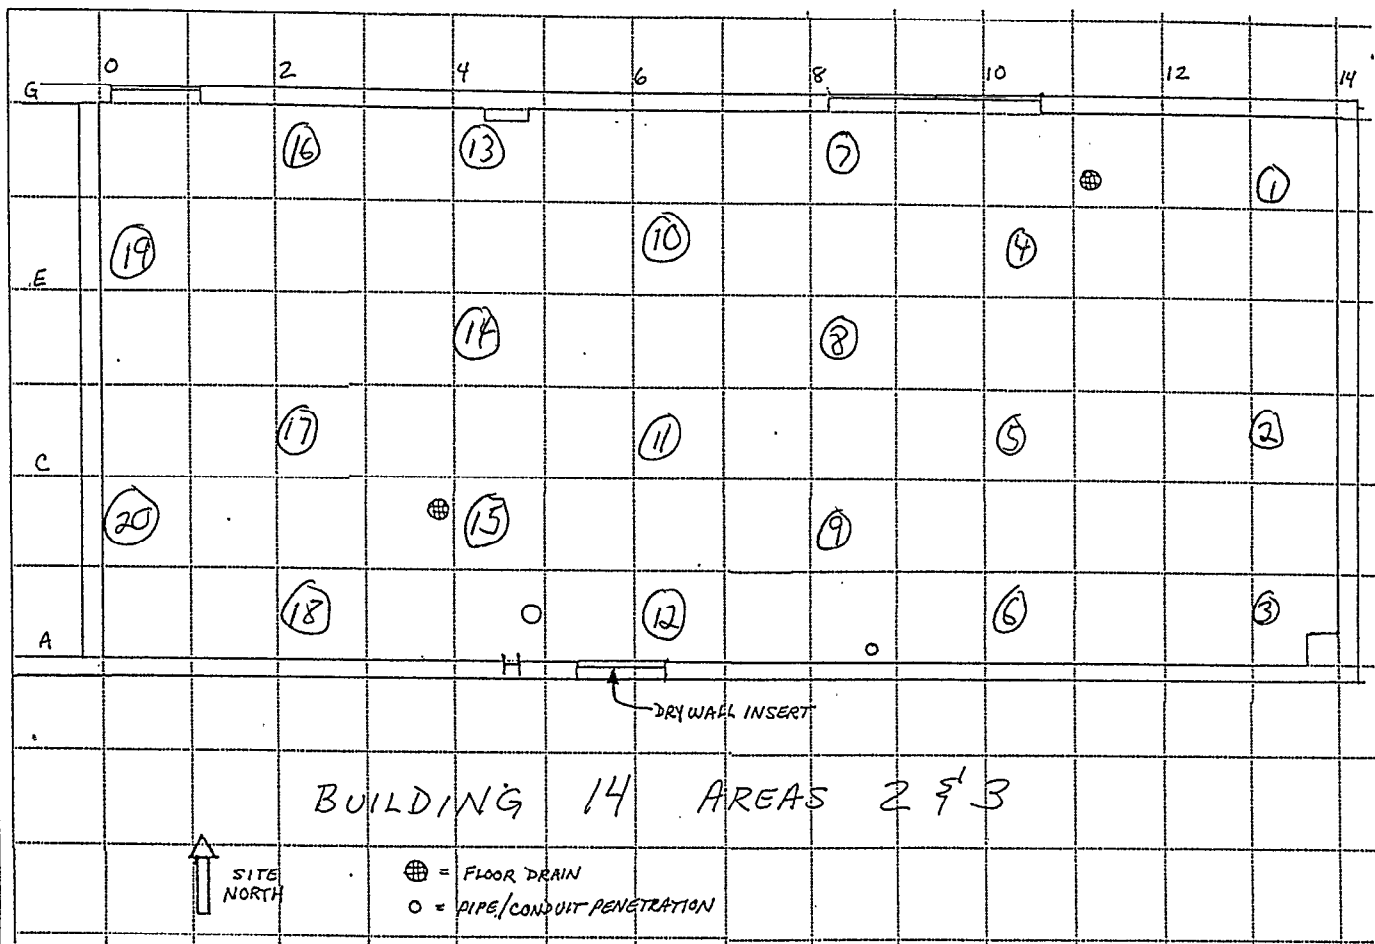 0 2 4 6 8 10 12 14
G
16 13 7 1
19 10 4
E
14 8
17 11 5 2
C
20 15 9
18 12 6 3
A
DRYWALL INSERT
BUILDING 14 AREAS 2 & 3
SITE
NORTH
= FLOOR DRAIN
= PIPE/CONDUIT PENETRATION